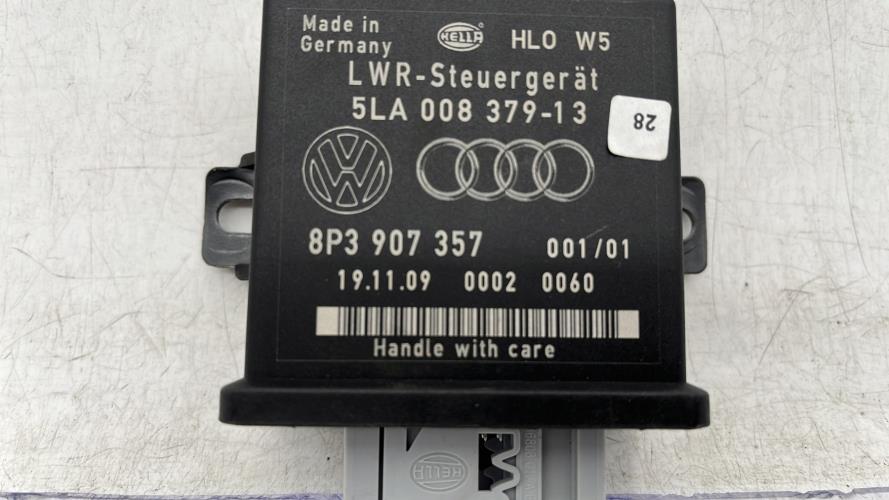 Made in
Germany
HELLA
HLO W5
LWR-Steuergerät
5LA 008 379-13
28
8P3 907 357
001/01
19.11.09 0002 0060
Handle with care
HELLA